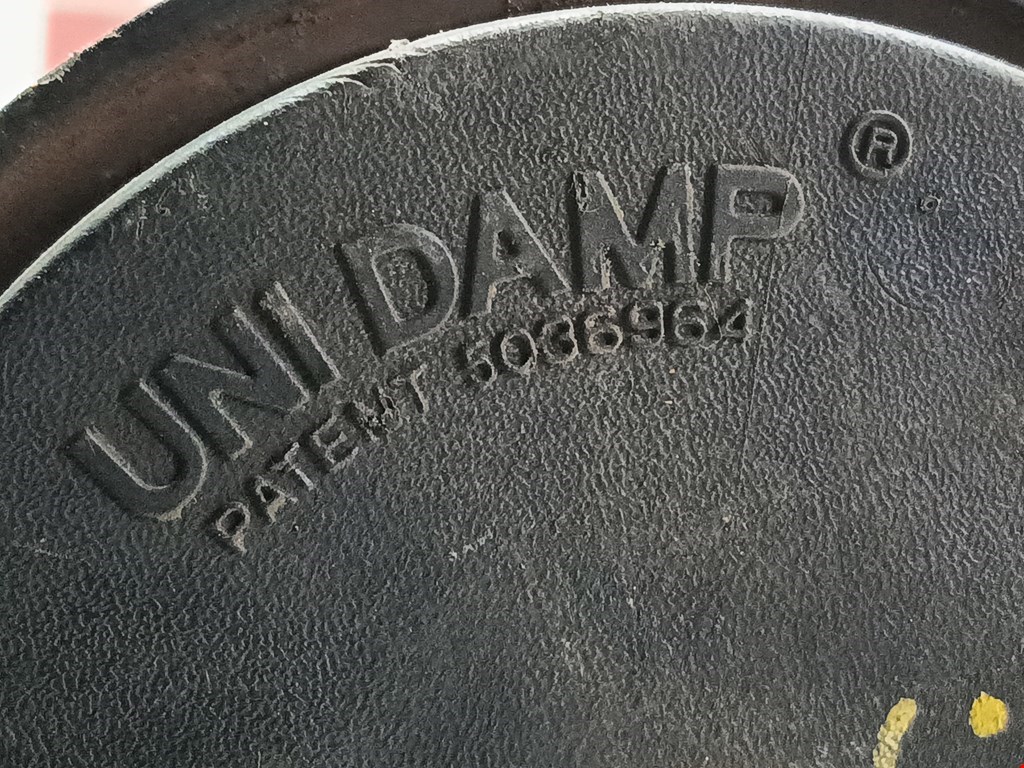 UNI DAMP ®
PATENT 5036964